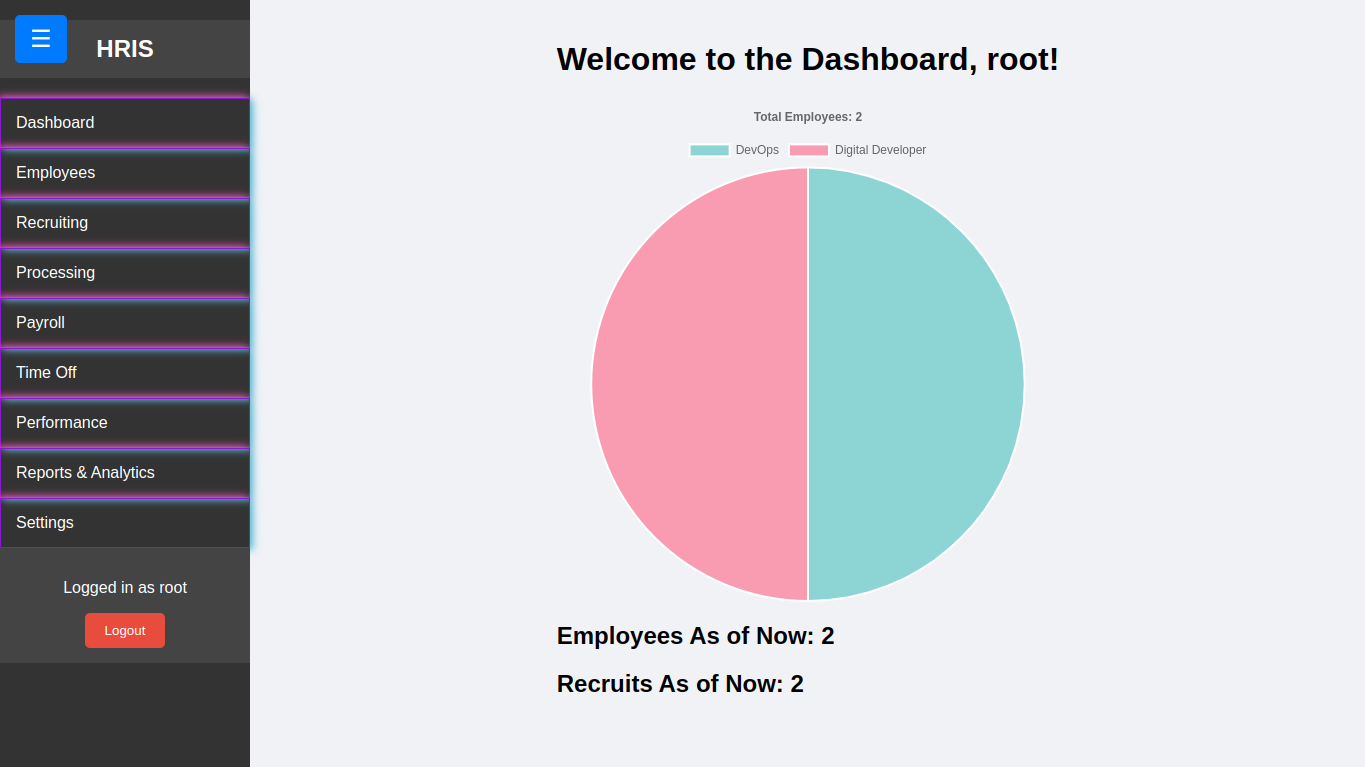 ☰
HRIS
Dashboard
Employees
Recruiting
Processing
Payroll
Time Off
Performance
Reports & Analytics
Settings
Logged in as root
Logout
Welcome to the Dashboard, root!
Total Employees: 2
DevOps Digital Developer
Employees As of Now: 2
Recruits As of Now: 2